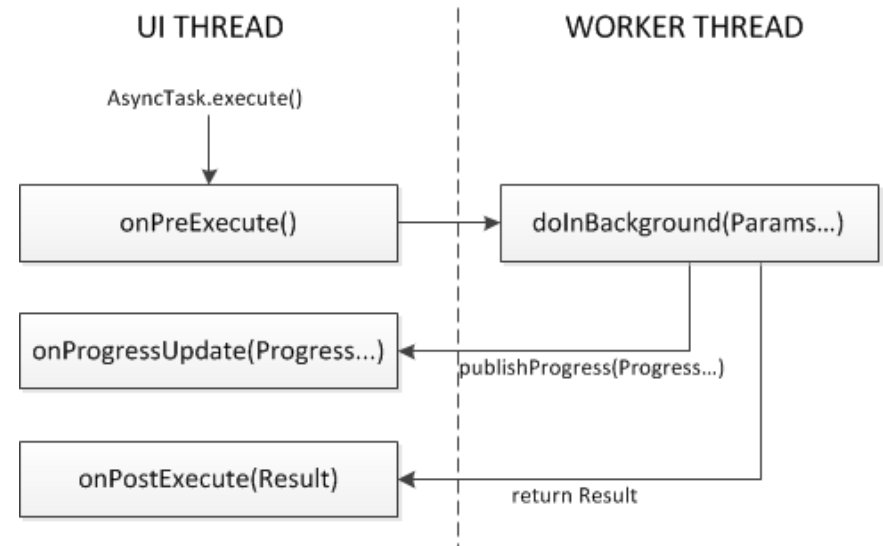 UI THREAD
WORKER THREAD
AsyncTask.execute()
onPreExecute()
doInBackground(Params...)
onProgressUpdate(Progress...)
publishProgress(Progress...)
onPostExecute(Result)
return Result